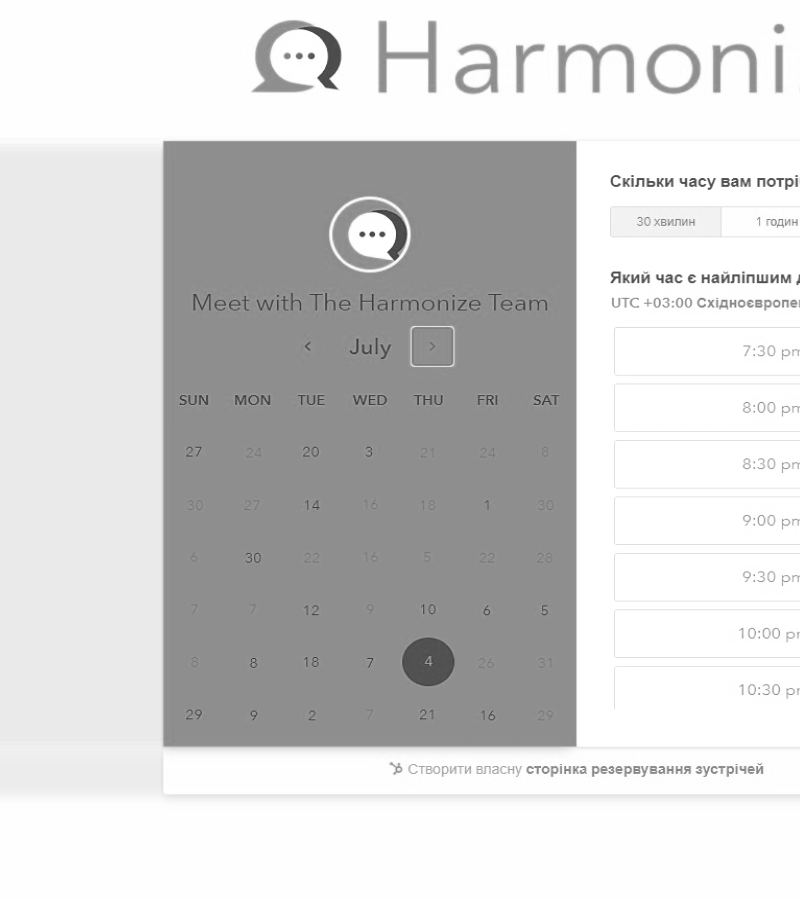 Harmoni
Meet with The Harmonize Team
July
SUN MON TUE WED THU FRI SAT
27 24 20 3 21 24 8
30 27 14 16 18 1 30
6 30 22 16 5 22 28
7 7 12 9 10 6 5
8 8 18 7 4 26 31
29 9 2 7 21 16 29
Скільки часу вам потрі
30 хвилин 1 годин
Який час є найліпшим д
UTC +03:00 Східноєвропе
7:30 pm
8:00 pm
8:30 pm
9:00 pm
9:30 pm
10:00 pm
10:30 pm
Створити власну сторінка резервування зустрічей